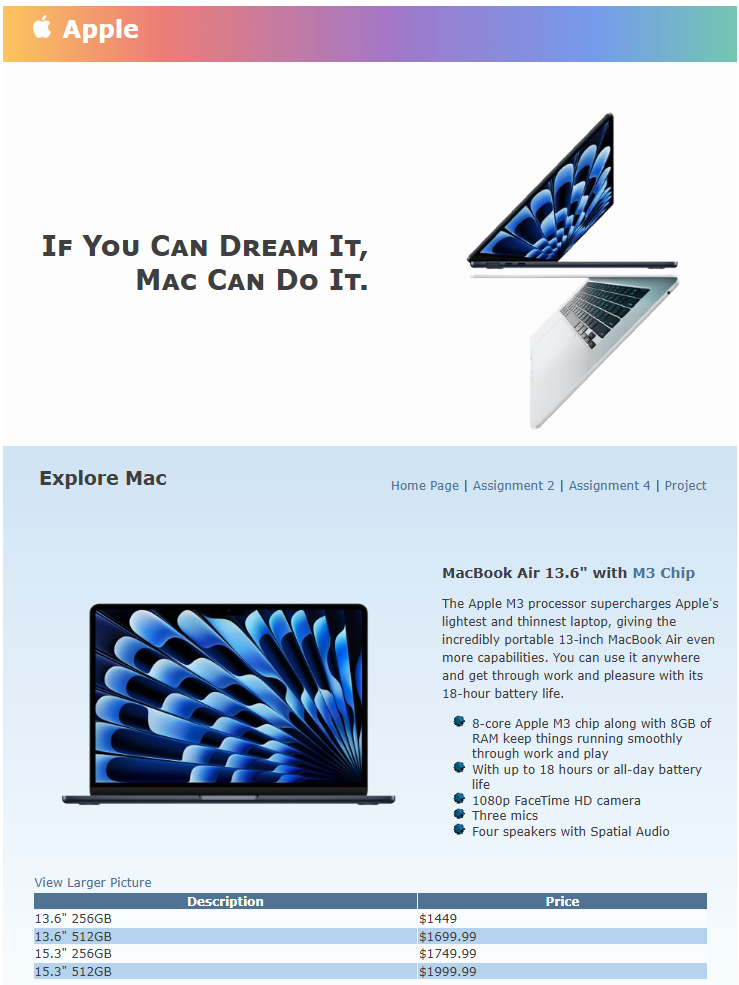 Apple
If You Can Dream It,
Mac Can Do It.
Explore Mac
Home Page | Assignment 2 | Assignment 4 | Project
MacBook Air 13.6" with M3 Chip
The Apple M3 processor supercharges Apple's
lightest and thinnest laptop, giving the
incredibly portable 13-inch MacBook Air even
more capabilities. You can use it anywhere
and get through work and pleasure with its
18-hour battery life.
8-core Apple M3 chip along with 8GB of
RAM keep things running smoothly
through work and play
With up to 18 hours or all-day battery
life
1080p FaceTime HD camera
Three mics
Four speakers with Spatial Audio
View Larger Picture
Description Price
13.6" 256GB $1449
13.6" 512GB $1699.99
15.3" 256GB $1749.99
15.3" 512GB $1999.99